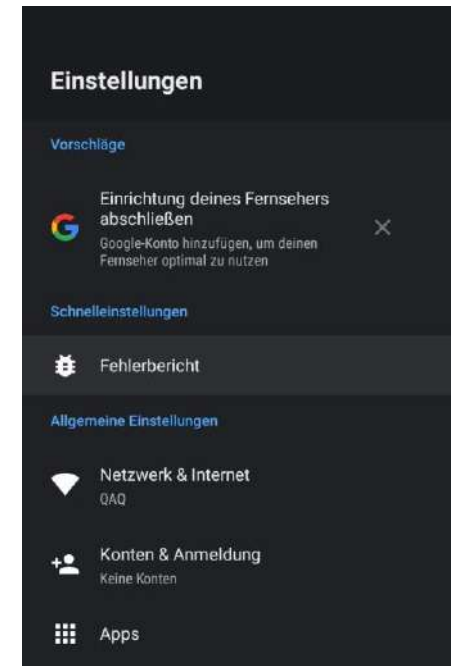 Einstellungen
Vorschläge
Einrichtung deines Fernsehers
abschließen
Google-Konto hinzufügen, um deinen
Fernseher optimal zu nutzen
Schnelleinstellungen
Fehlerbericht
Allgemeine Einstellungen
Netzwerk & Internet
QAQ
Konten & Anmeldung
Keine Konten
Apps